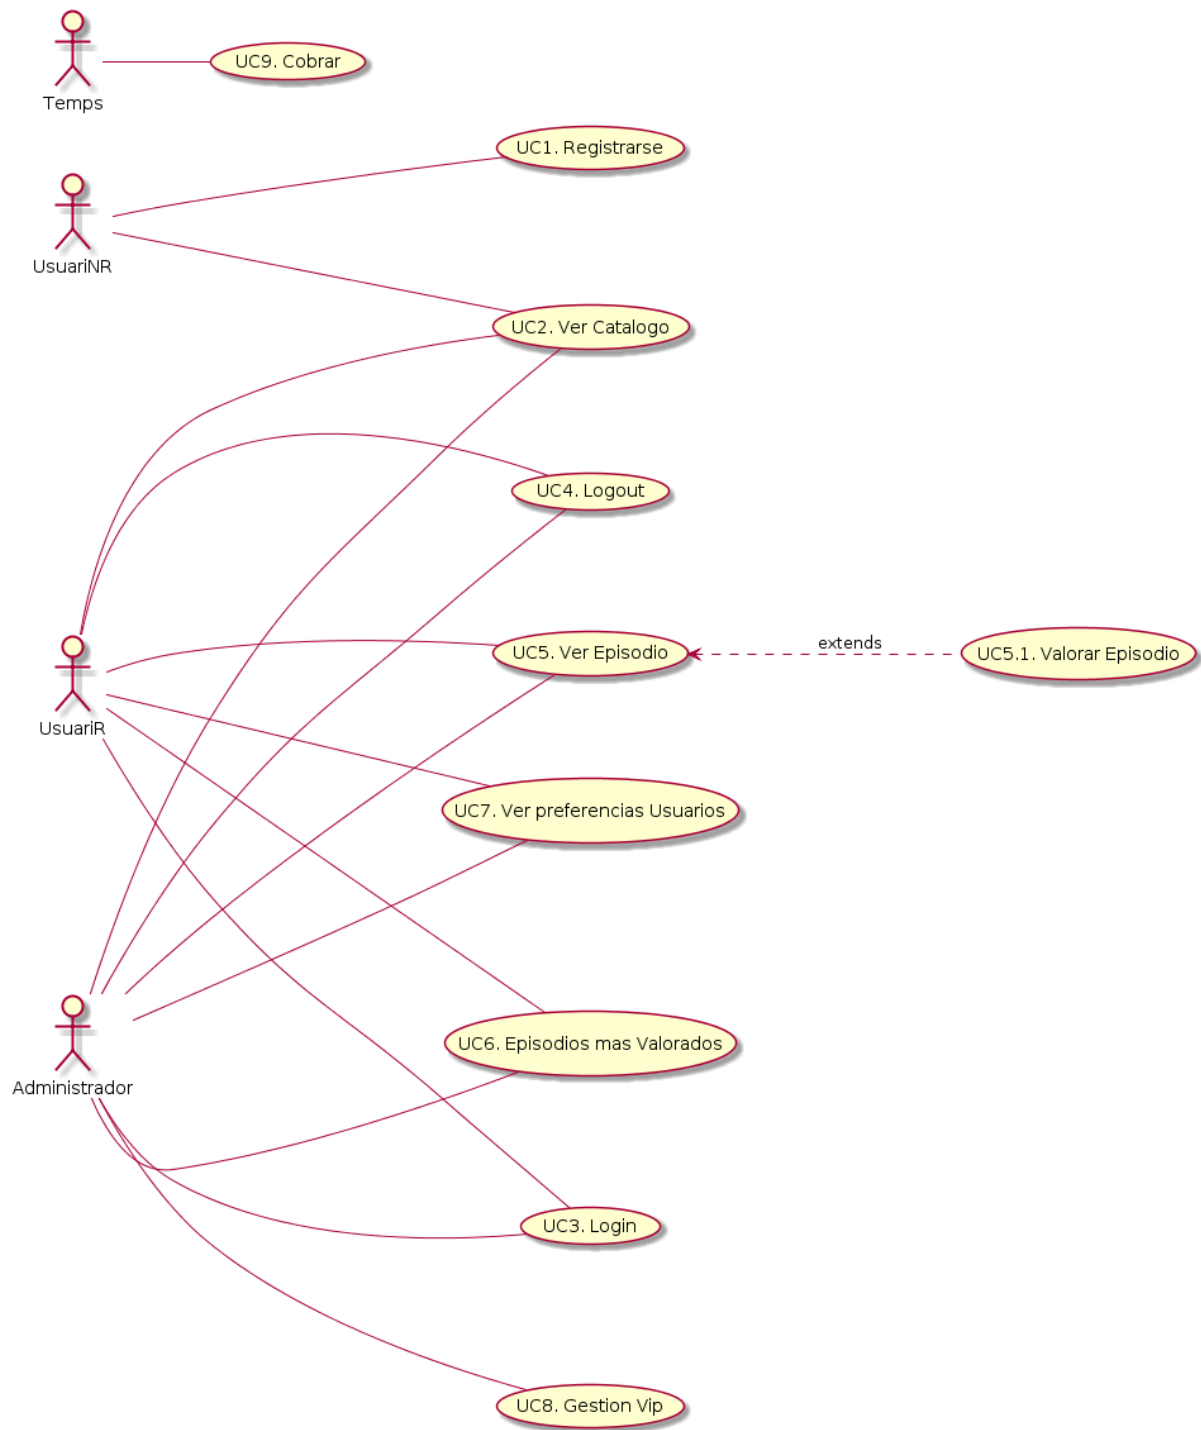 UC9. Cobrar
Temps
UC1. Registrarse
UsuariNR
UC2. Ver Catalogo
UC4. Logout
extends
UC5. Ver Episodio
UC5.1. Valorar Episodio
UsuariR
UC7. Ver preferencias Usuarios
UC6. Episodios mas Valorados
Administrador
UC3. Login
UC8. Gestion Vip